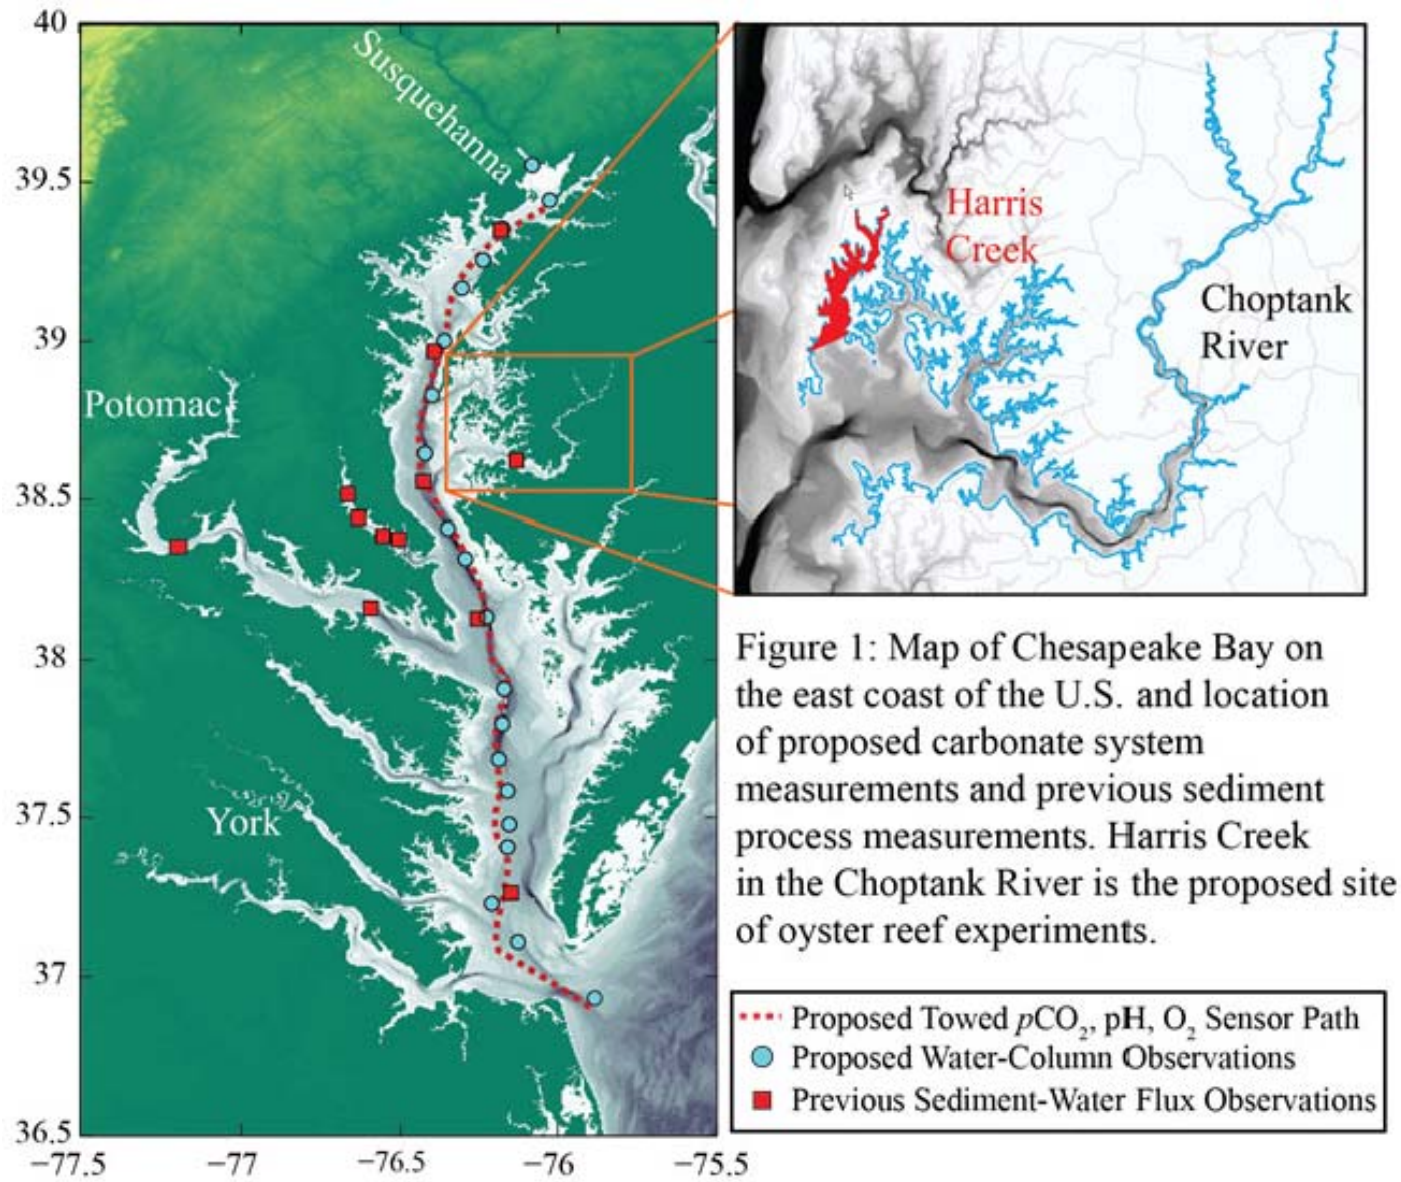 40
39.5
39
38.5
38
37.5
37
36.5
−77.5
−77
−76.5
−76
−75.5
Susquehanna
Potomac
York
Harris
Creek
Choptank
River
Figure 1: Map of Chesapeake Bay on
the east coast of the U.S. and location
of proposed carbonate system
measurements and previous sediment
process measurements. Harris Creek
in the Choptank River is the proposed site
of oyster reef experiments.
Proposed Towed pCO₂, pH, O₂ Sensor Path
Proposed Water-Column Observations
Previous Sediment-Water Flux Observations